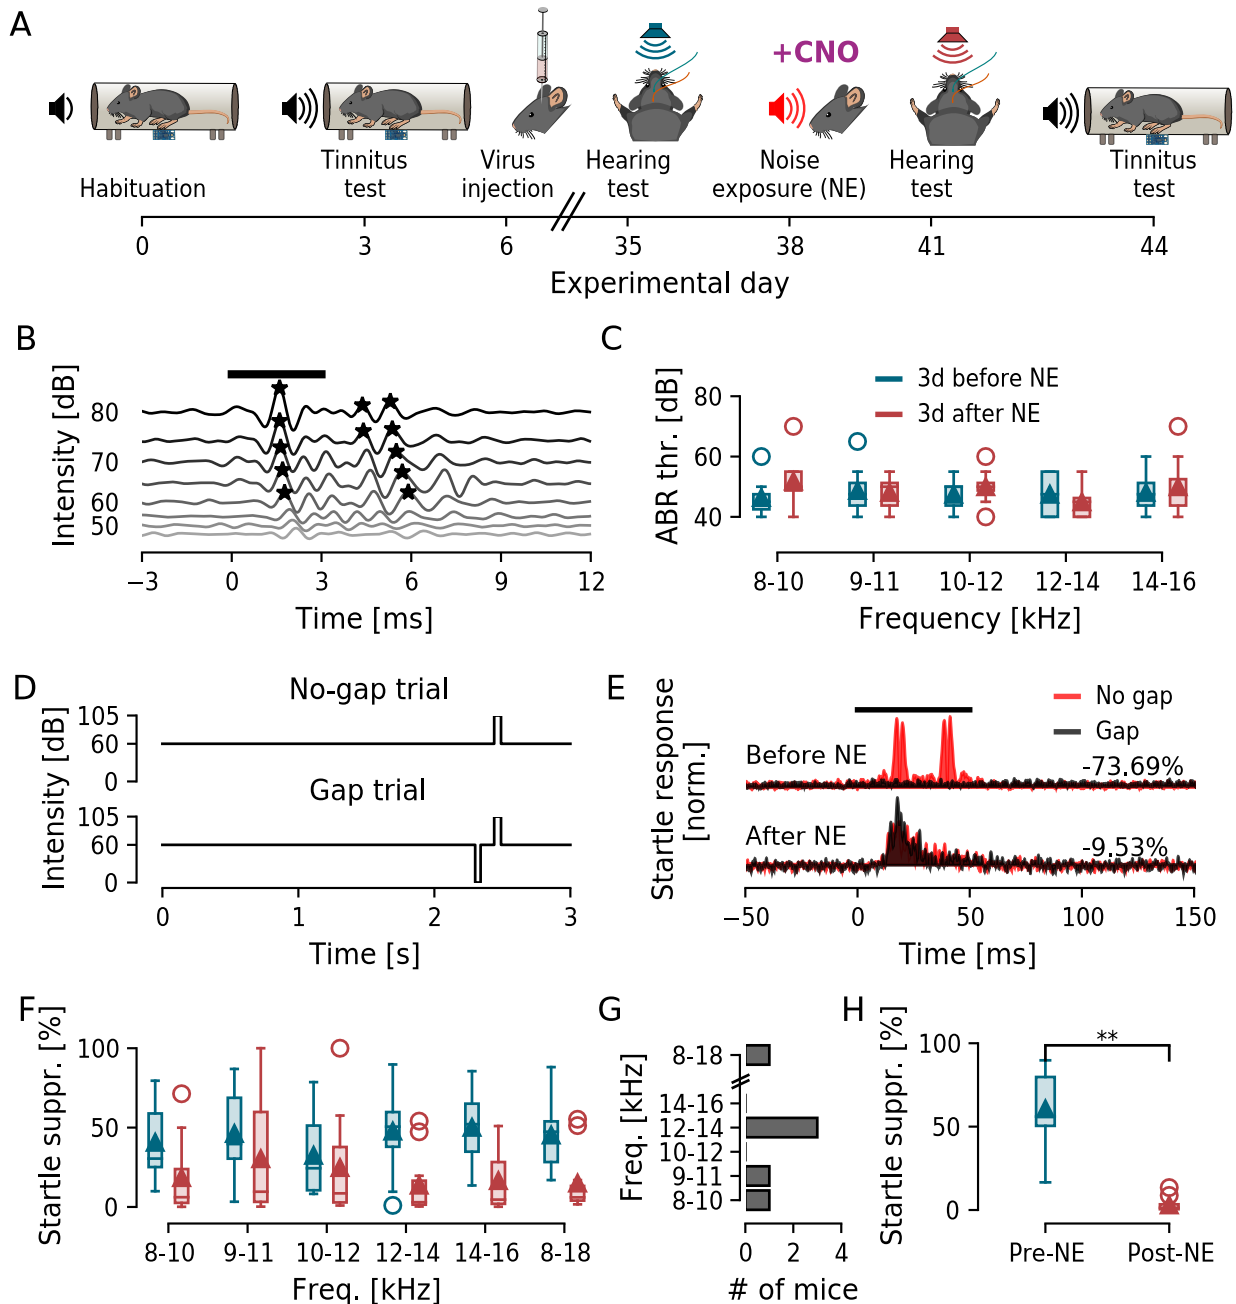 A
+CNO
Habituation
Tinnitus
test
Virus
injection
Hearing
test
Noise
exposure (NE)
Hearing
test
Tinnitus
test
0 3 6 35 38 41 44
Experimental day
B
Intensity [dB]
80
70
60
50
−3 0 3 6 9 12
Time [ms]
C
ABR thr. [dB]
3d before NE
3d after NE
80
60
40
8-10 9-11 10-12 12-14 14-16
Frequency [kHz]
D
No-gap trial
Intensity [dB]
105
60
0
Gap trial
Intensity [dB]
105
60
0
0 1 2 3
Time [s]
E
Startle response
[norm.]
No gap
Gap
Before NE
-73.69%
After NE
-9.53%
−50 0 50 100 150
Time [ms]
F
Startle suppr. [%]
100
50
0
8-10 9-11 10-12 12-14 14-16 8-18
Freq. [kHz]
G
Freq. [kHz]
8-18
14-16
12-14
10-12
9-11
8-10
0 2 4
# of mice
H
Startle suppr. [%]
**
100
50
0
Pre-NE Post-NE